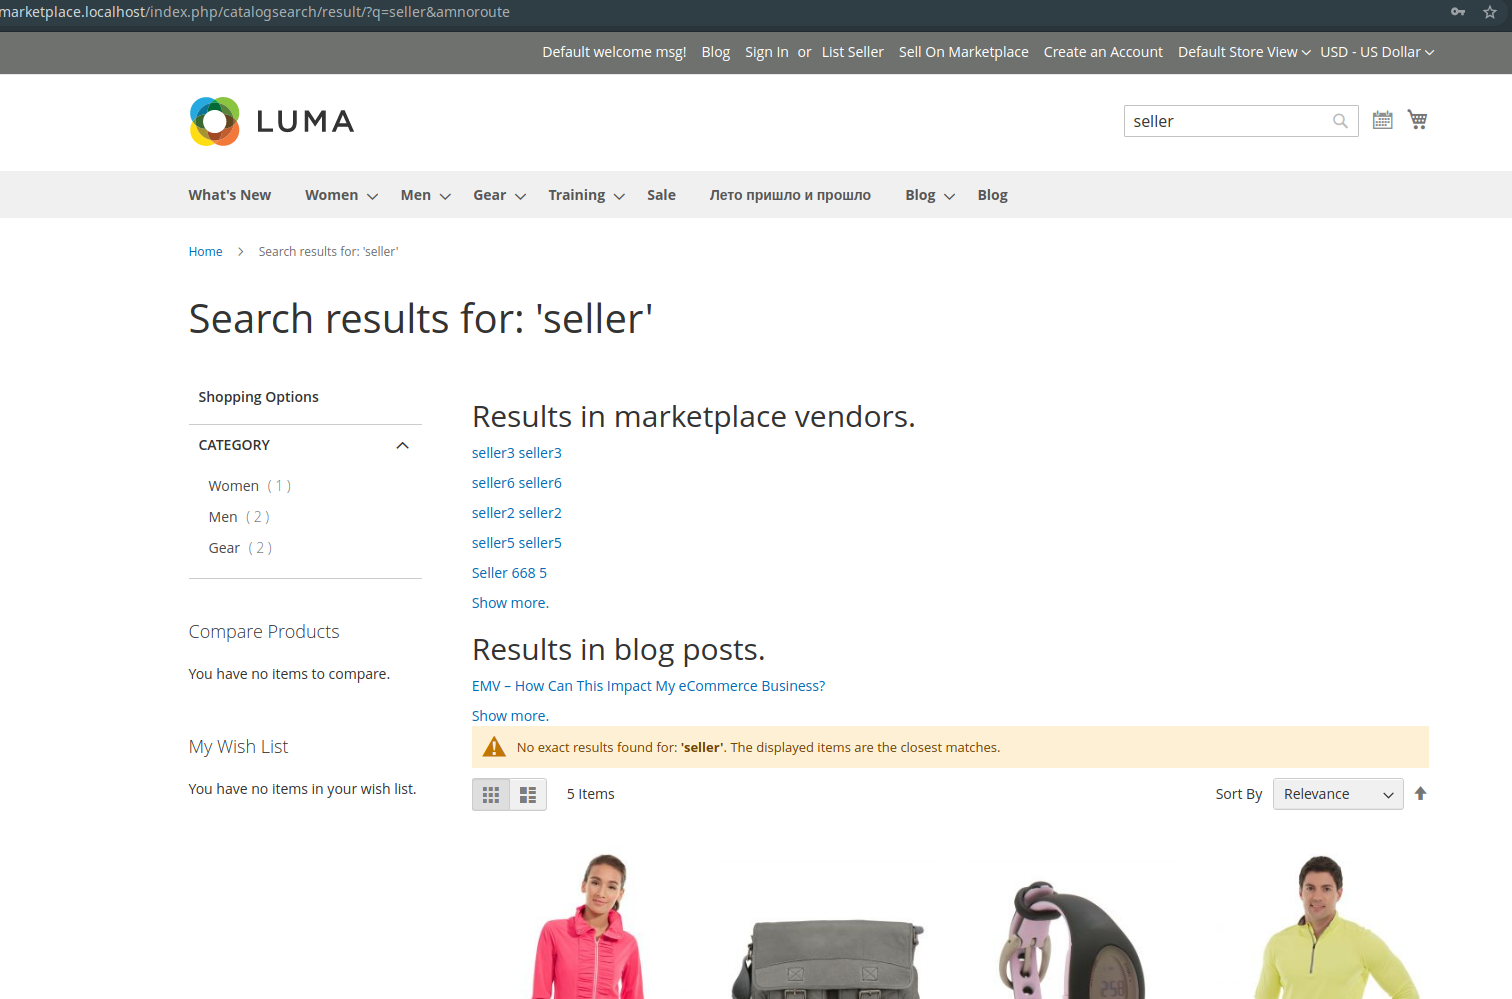 marketplace.localhost/index.php/catalogsearch/result/?q=seller&amnoroute
Default welcome msg! Blog Sign In or List Seller Sell On Marketplace Create an Account Default Store View USD - US Dollar
LUMA
seller
What's New Women Men Gear Training Sale Лето пришло и прошло Blog Blog
Home Search results for: 'seller'
Search results for: 'seller'
Shopping Options
CATEGORY
Women ( 1 )
Men ( 2 )
Gear ( 2 )
Compare Products
You have no items to compare.
My Wish List
You have no items in your wish list.
Results in marketplace vendors.
seller3 seller3
seller6 seller6
seller2 seller2
seller5 seller5
Seller 668 5
Show more.
Results in blog posts.
EMV – How Can This Impact My eCommerce Business?
Show more.
No exact results found for: 'seller'. The displayed items are the closest matches.
5 Items
Sort By Relevance